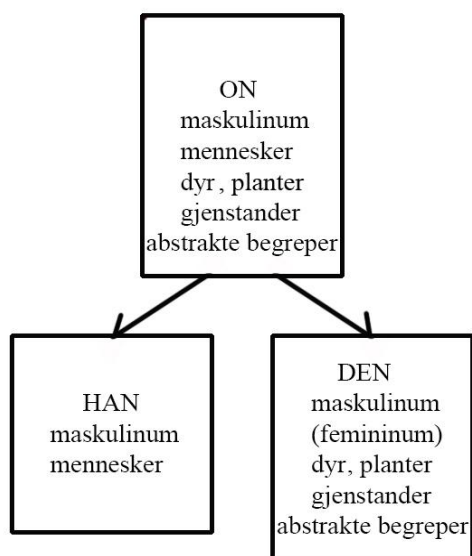 ON
maskulinum
mennesker
dyr, planter
gjenstander
abstrakte begreper
HAN
maskulinum
mennesker
DEN
maskulinum
(femininum)
dyr, planter
gjenstander
abstrakte begreper